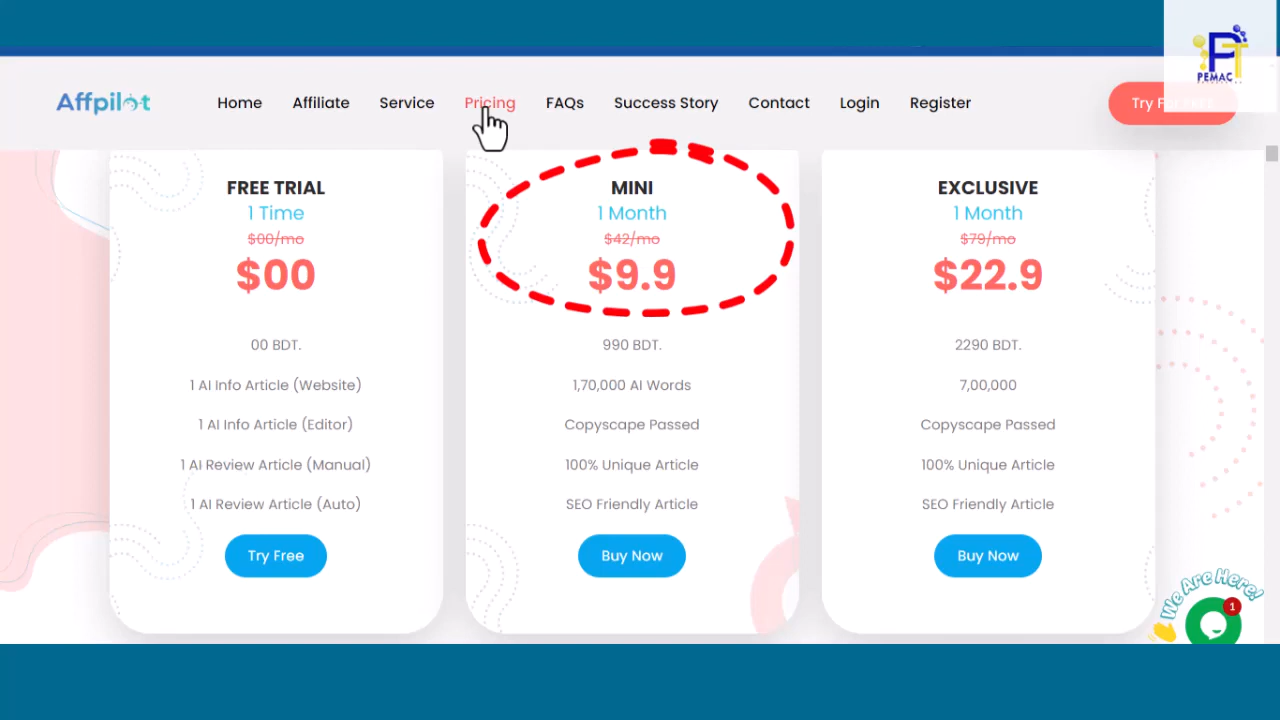 PEMAC
Affpilot
Home Affiliate Service Pricing FAQs Success Story Contact Login Register
Try
FREE TRIAL
1 Time
$00/mo
$00
00 BDT.
1 AI Info Article (Website)
1 AI Info Article (Editor)
1 AI Review Article (Manual)
1 AI Review Article (Auto)
Try Free
MINI
1 Month
$42/mo
$9.9
990 BDT.
1,70,000 AI Words
Copyscape Passed
100% Unique Article
SEO Friendly Article
Buy Now
EXCLUSIVE
1 Month
$79/mo
$22.9
2290 BDT.
7,00,000
Copyscape Passed
100% Unique Article
SEO Friendly Article
Buy Now
We Are Here!
1